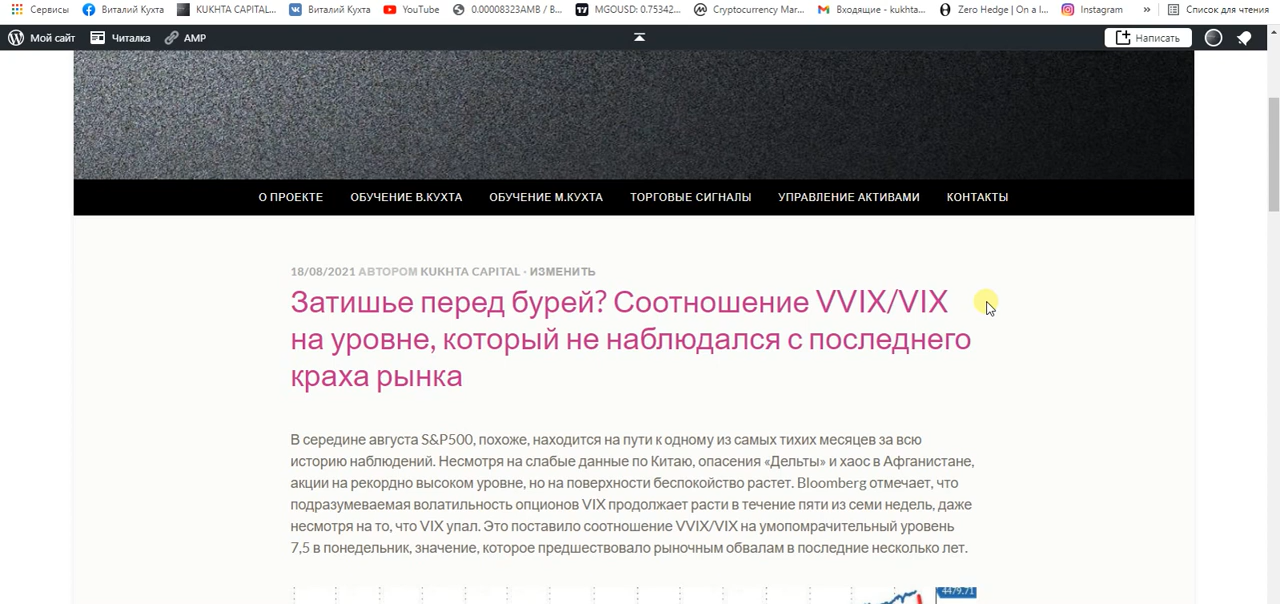 Сервисы Виталий Кухта KUKHTA CAPITAL... Виталий Кухта YouTube 0.00008323AMB / B... MGOUSD: 0.75342... Cryptocurrency Mar... Входящие - kukhta... Zero Hedge | On a l... Instagram » Список для чтения
Мой сайт Читалка AMP Написать
О ПРОЕКТЕ ОБУЧЕНИЕ В.КУХТА ОБУЧЕНИЕ М.КУХТА ТОРГОВЫЕ СИГНАЛЫ УПРАВЛЕНИЕ АКТИВАМИ КОНТАКТЫ
18/08/2021 АВТОРОМ KUKHTA CAPITAL · ИЗМЕНИТЬ
Затишье перед бурей? Соотношение VVIX/VIX
на уровне, который не наблюдался с последнего
краха рынка
В середине августа S&P500, похоже, находится на пути к одному из самых тихих месяцев за всю
историю наблюдений. Несмотря на слабые данные по Китаю, опасения «Дельты» и хаос в Афганистане,
акции на рекордно высоком уровне, но на поверхности беспокойство растет. Bloomberg отмечает, что
подразумеваемая волатильность опционов VIX продолжает расти в течение пяти из семи недель, даже
несмотря на то, что VIX упал. Это поставило соотношение VVIX/VIX на умопомрачительный уровень
7,5 в понедельник, значение, которое предшествовало рыночным обвалам в последние несколько лет.
4479.71